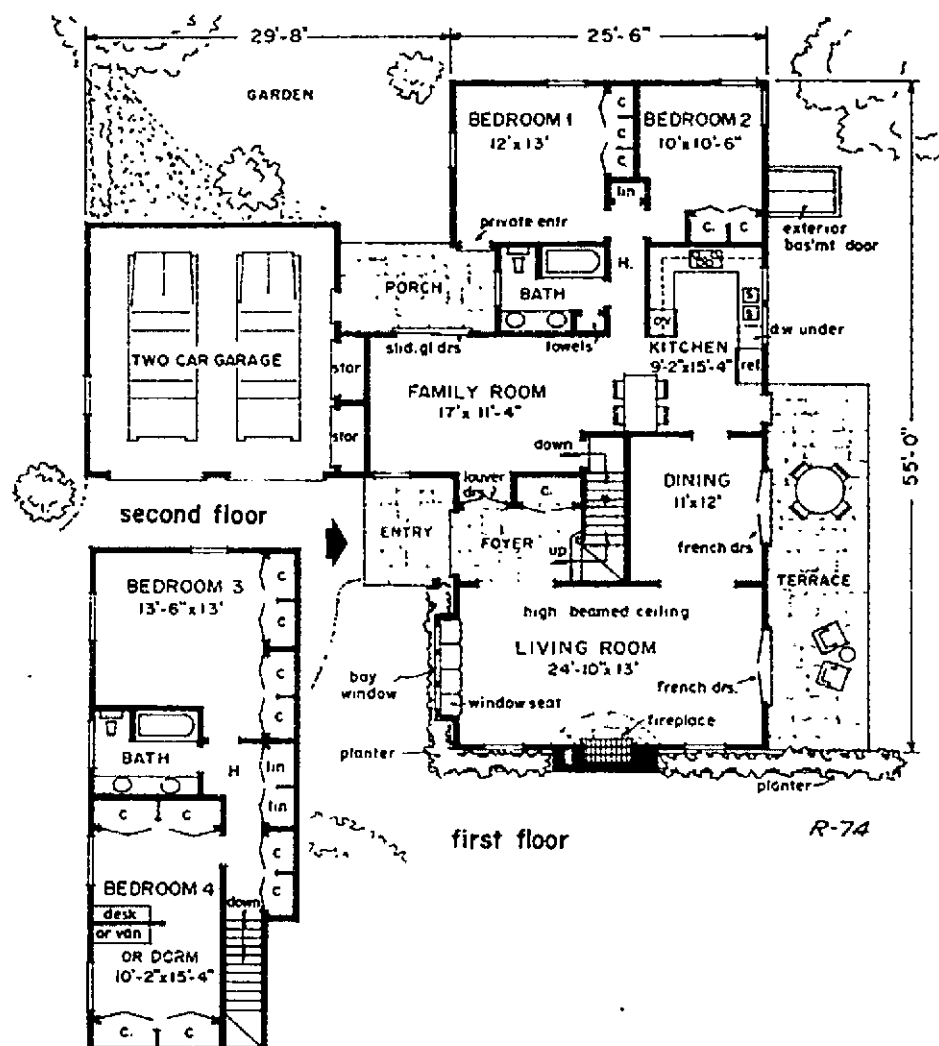 29'-8" 25'-6"
GARDEN
BEDROOM 1
12'x13'
C
C
C
BEDROOM 2
10'x10'-6"
lin
C. C
exterior
bas'mt door
private entr
PORCH
BATH
H.
OV
S
S
d.w under
KITCHEN
9'-2"x15'-4"
ref.
TWO CAR GARAGE
slid. gl drs
towels
stor
stor
FAMILY ROOM
17'x 11'-4"
55'-0"
down
louver
drs
C.
DINING
11'x12'
second floor
ENTRY
FOYER
up
french drs
TERRACE
high beamed ceiling
LIVING ROOM
24'-10"x13'
bay
window
window seat
french drs.
fireplace
planter
planter
first floor
R-74
BEDROOM 3
13'-6"x13'
C
C
C
C
BATH
H
lin
lin
C C
C
C
BEDROOM 4
down
desk
or van
OR DORM
10'-2"x15'-4"
C. C